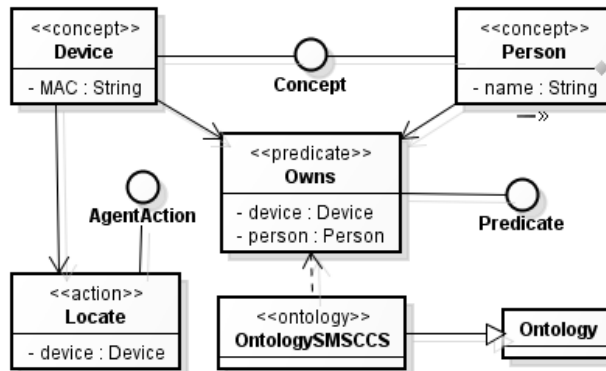 <<concept>>
Device
- MAC : String
Concept
<<concept>>
Person
- name : String
<<predicate>>
Owns
- device : Device
- person : Person
AgentAction
Predicate
<<action>>
Locate
- device : Device
<<ontology>>
OntologySMSCCS
Ontology